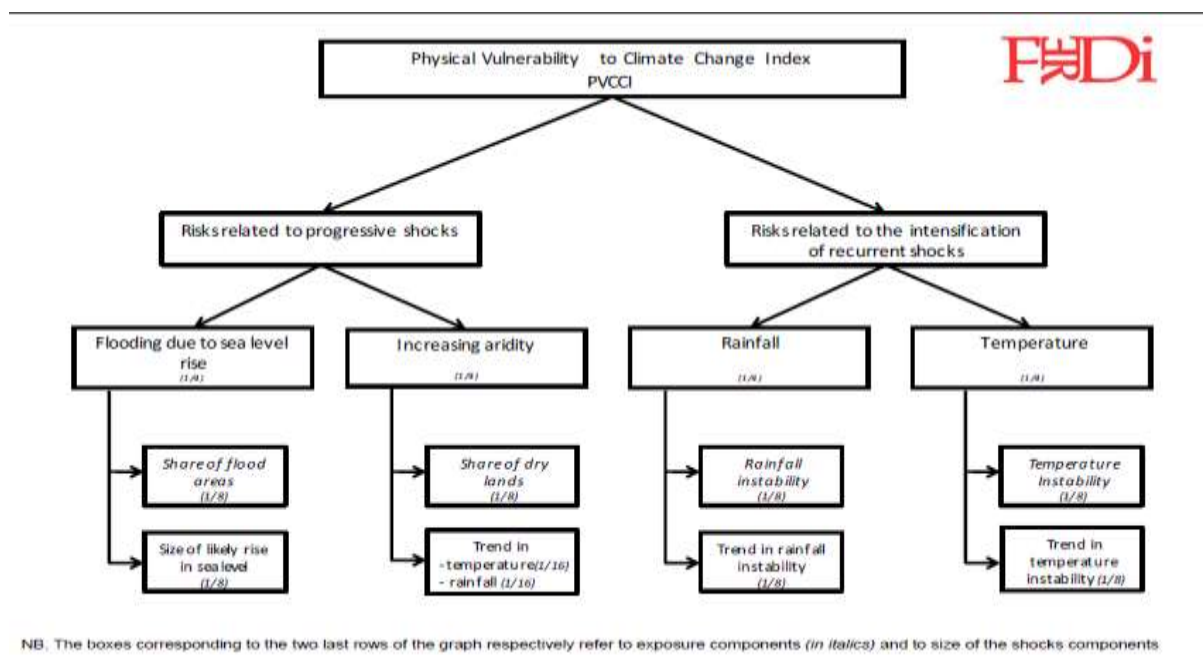 Physical Vulnerability to Climate Change Index
PVCCI
FERDi
Risks related to progressive shocks
Risks related to the intensification
of recurrent shocks
Flooding due to sea level
rise
(1/4)
Increasing aridity
(1/4)
Rainfall
(1/4)
Temperature
(1/4)
Share of flood
areas
(1/8)
Share of dry
lands
(1/8)
Rainfall
instability
(1/8)
Temperature
Instability
(1/8)
Size of likely rise
in sea level
(1/8)
Trend in
- temperature(1/16)
- rainfall (1/16)
Trend in rainfall
instability
(1/8)
Trend in
temperature
instability (1/8)
NB. The boxes corresponding to the two last rows of the graph respectively refer to exposure components (in italics) and to size of the shocks components